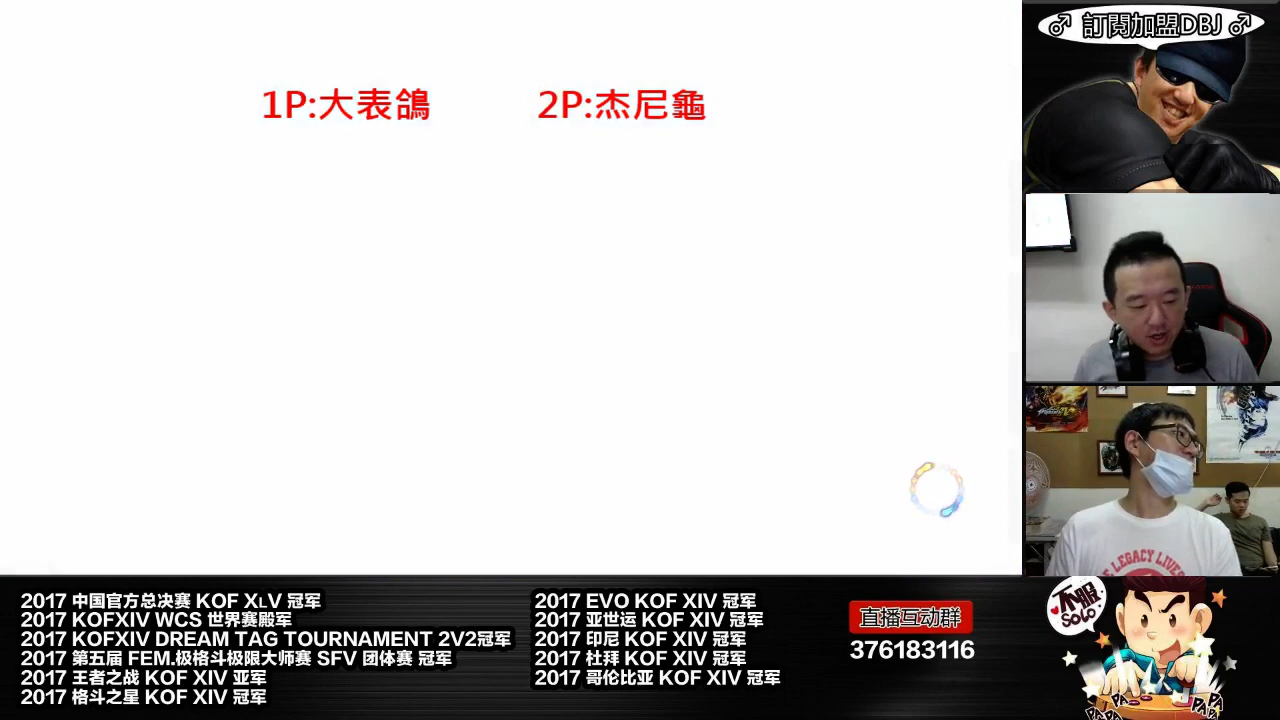 ♂ 訂閱加盟DBJ ♂
1P:大表鴿
2P:杰尼龜
LEGACY LIVES
2017 中国官方总决赛 KOF XLV 冠军
2017 KOFXIV WCS 世界赛殿军
2017 KOFXIV DREAM TAG TOURNAMENT 2V2冠军
2017 第五届 FEM.极格斗极限大师赛 SFV 团体赛 冠军
2017 王者之战 KOF XIV 亚军
2017 格斗之星 KOF XIV 冠军
2017 EVO KOF XIV 冠军
2017 亚世运 KOF XIV 冠军
2017 印尼 KOF XIV 冠军
2017 杜拜 KOF XIV 冠军
2017 哥伦比亚 KOF XIV 冠军
直播互动群
376183116
不服
SOLO
PA PA
PA PA